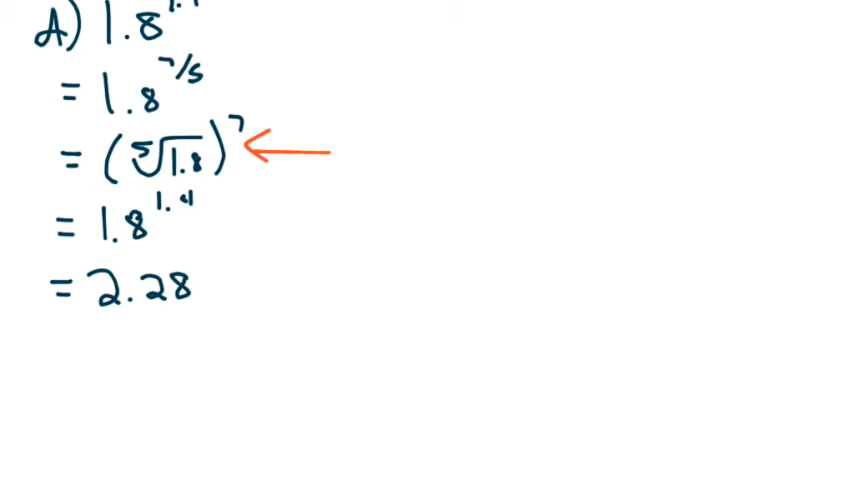 A) 1.8^1.4
= 1.8^7/5
= (⁵√1.8)^7
= 1.8^1.4
= 2.28